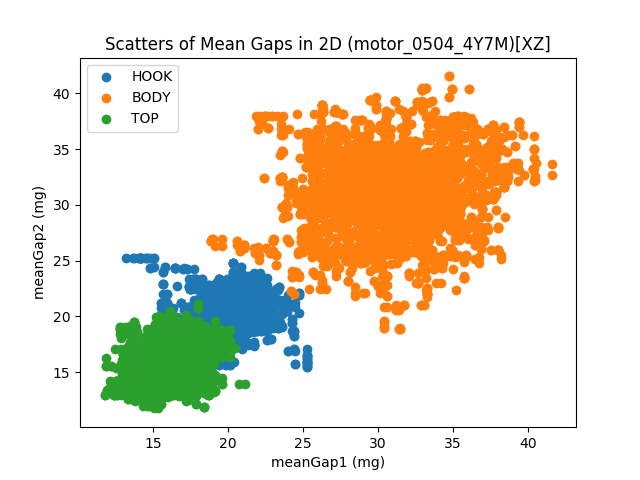 Scatters of Mean Gaps in 2D (motor_0504_4Y7M)[XZ]
HOOK
BODY
TOP
40
35
30
25
20
15
meanGap2 (mg)
15 20 25 30 35 40
meanGap1 (mg)